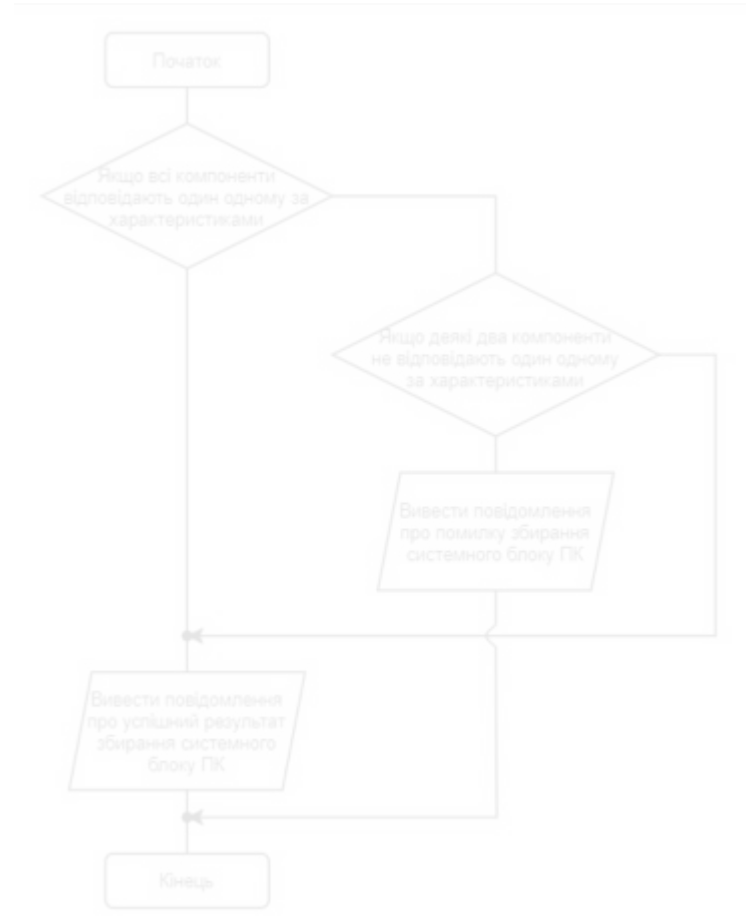 Початок
Якщо всі компоненти
відповідають один одному за
характеристиками
Якщо деякі два компоненти
не відповідають один одному
за характеристиками
Вивести повідомлення
про помилку збирання
системного блоку ПК
Вивести повідомлення
про успішний результат
збирання системного
блоку ПК
Кінець